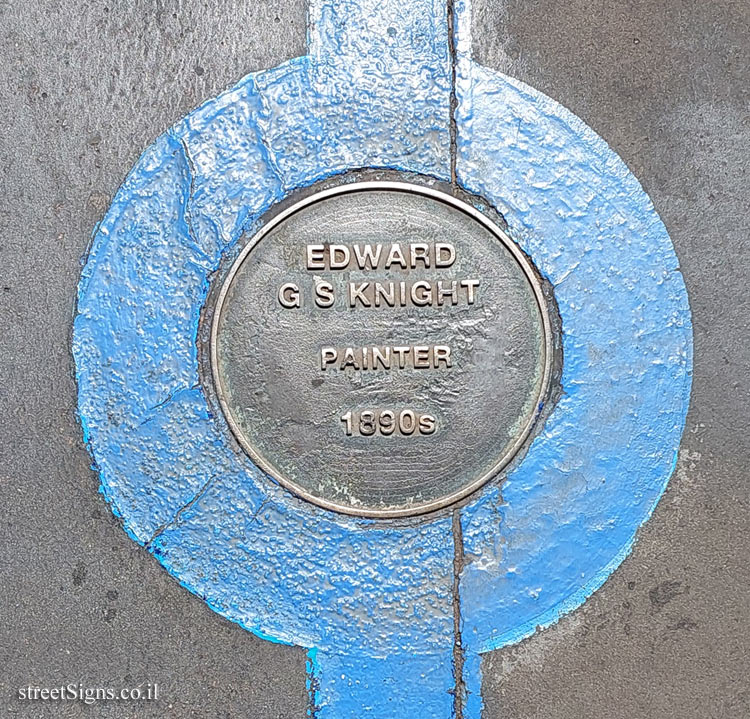 EDWARD
G S KNIGHT
PAINTER
1890s
streetSigns.co.il